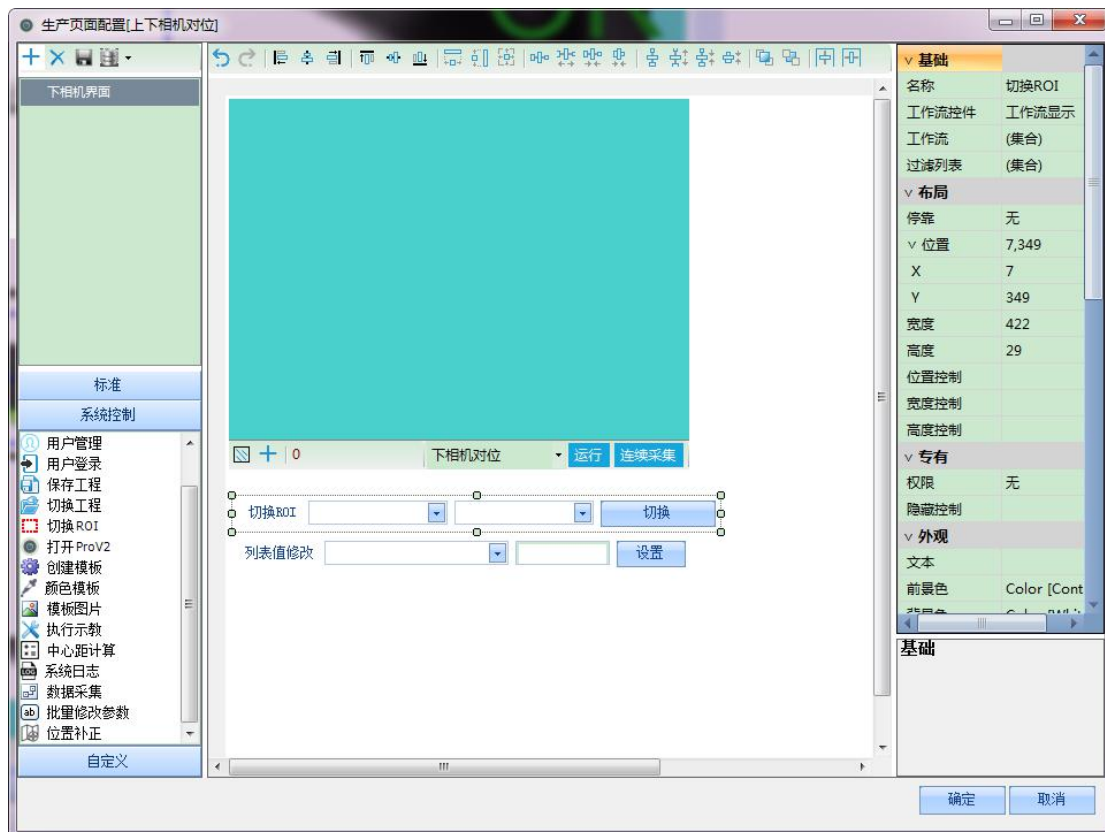 生产页面配置[上下相机对位]
下相机界面
标准
系统控制
用户管理
用户登录
保存工程
切换工程
切换ROI
打开ProV2
创建模板
颜色模板
模板图片
执行示教
中心距计算
系统日志
数据采集
批量修改参数
位置补正
自定义
0
下相机对位
运行
连续采集
切换ROI
切换
列表值修改
设置
基础
名称 切换ROI
工作流控件 工作流显示
工作流 (集合)
过滤列表 (集合)
布局
停靠 无
位置 7,349
X 7
Y 349
宽度 422
高度 29
位置控制
宽度控制
高度控制
专有
权限 无
隐藏控制
外观
文本
前景色 Color [Cont
基础
确定
取消